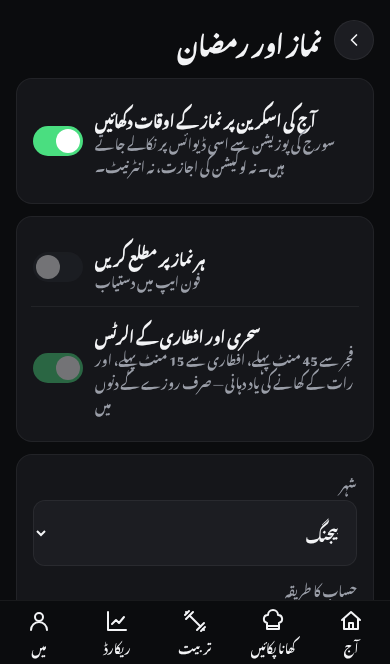 نماز اور رمضان
آج کی اسکرین پر نماز کے اوقات دکھائیں
سورج کی پوزیشن سے اسی ڈیوائس پر نکالے جاتے
ہیں۔ نہ لوکیشن کی اجازت، نہ انٹرنیٹ۔
ہر نماز پر مطلع کریں
فون ایپ میں دستیاب
سحری اور افطاری کے الرٹس
فجر سے 45 منٹ پہلے، افطاری سے 15 منٹ پہلے، اور
رات کے کھانے کی یاد دہانی — صرف روزے کے دنوں
میں
شہر
بیجنگ
حساب کا طریقہ
آج
کھانا پکائیں
تربیت
ریکارڈ
میں